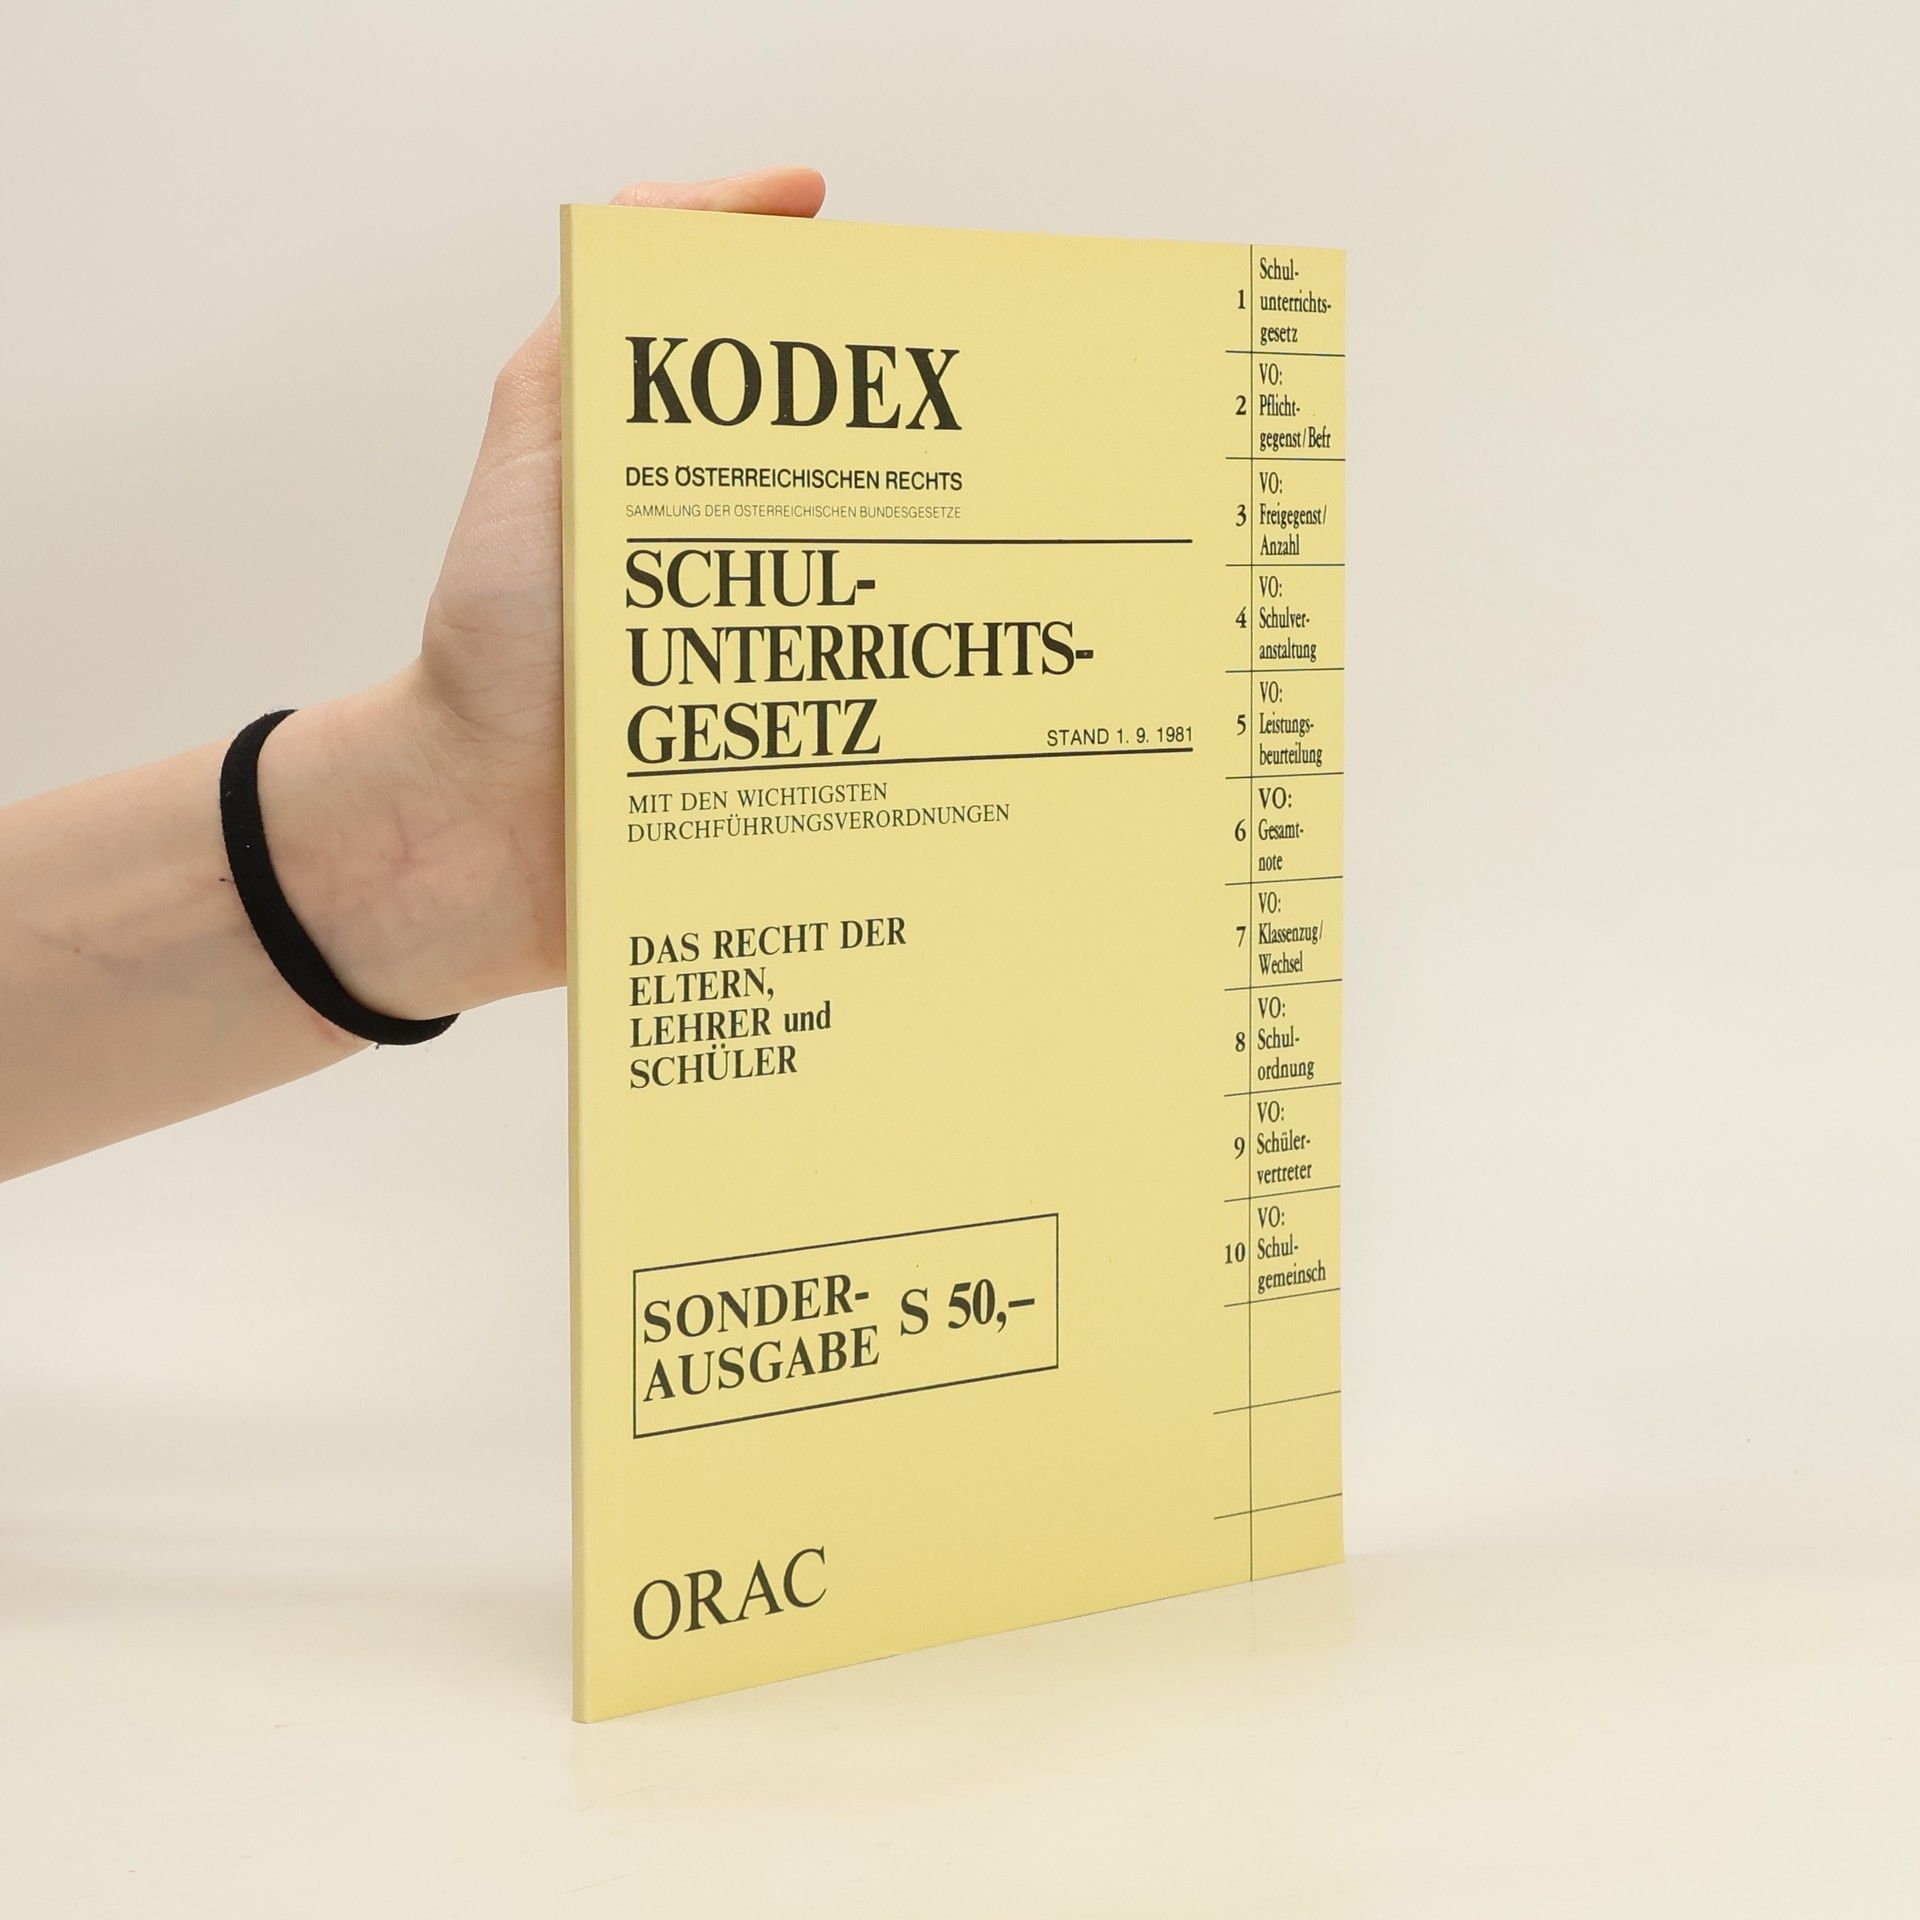 KODEX
DES ÖSTERREICHISCHEN RECHTS
SAMMLUNG DER ÖSTERREICHISCHEN BUNDESGESETZE
SCHUL-
UNTERRICHTS-
GESETZ
STAND 1. 9. 1981
MIT DEN WICHTIGSTEN
DURCHFÜHRUNGSVERORDNUNGEN
DAS RECHT DER
ELTERN,
LEHRER und
SCHÜLER
SONDER-
AUSGABE
S 50,–
ORAC
1
Schul-
unterrichts-
gesetz
2
VO:
Pflicht-
gegenst/Befr
3
VO:
Freigegenst/
Anzahl
4
VO:
Schulver-
anstaltung
5
VO:
Leistungs-
beurteilung
6
VO:
Gesamt-
note
7
VO:
Klassenzug/
Wechsel
8
VO:
Schul-
ordnung
9
VO:
Schüler-
vertreter
10
VO:
Schul-
gemeinsch